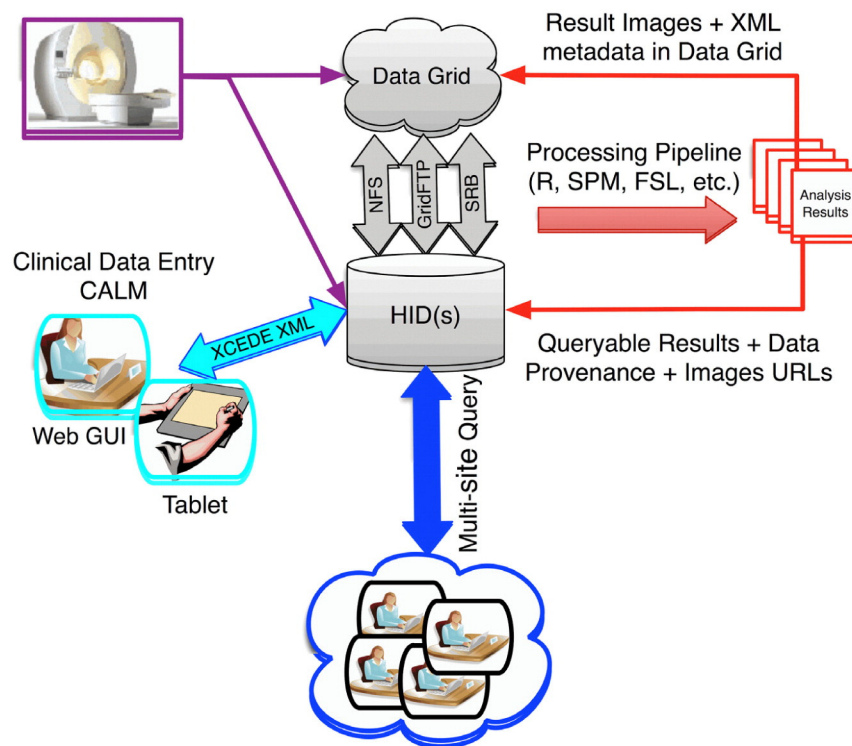 Result Images + XML
metadata in Data Grid
Data Grid
NFS
GridFTP
SRB
Processing Pipeline
(R, SPM, FSL, etc.)
Analysis
Results
Clinical Data Entry
CALM
XCEDE XML
HID(s)
Queryable Results + Data
Provenance + Images URLs
Web GUI
Tablet
Multi-site Query